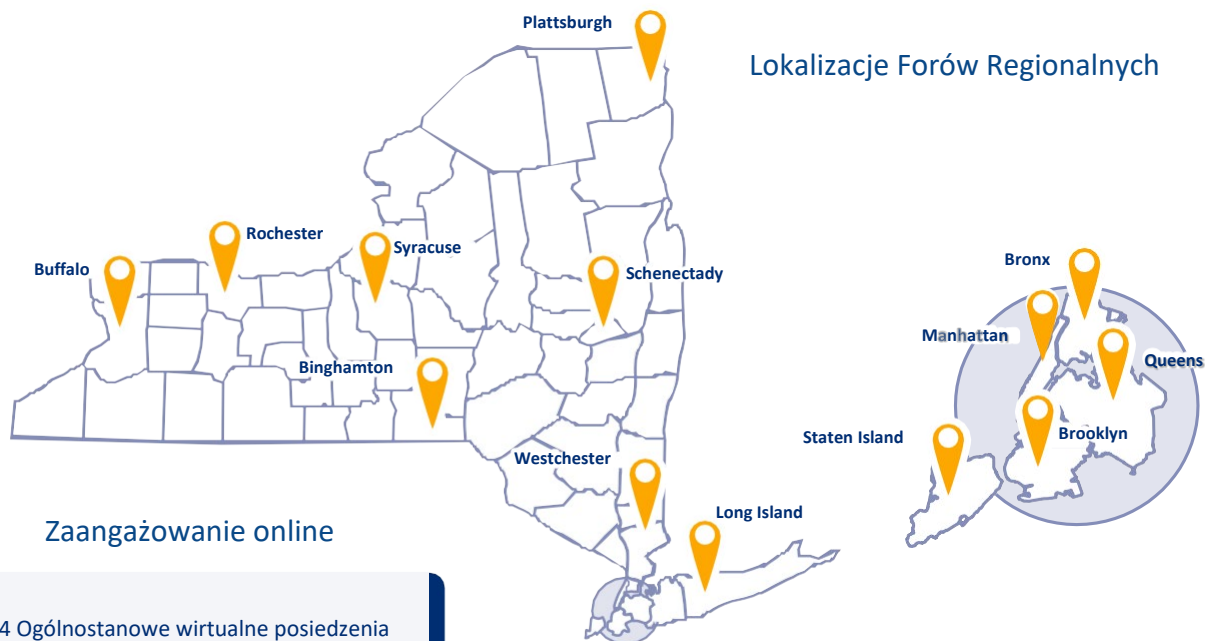 Plattsburgh
Lokalizacje Forów Regionalnych
Rochester
Syracuse
Buffalo
Schenectady
Bronx
Manhattan
Queens
Binghamton
Staten Island
Brooklyn
Westchester
Long Island
Zaangażowanie online
4 Ogólnostanowe wirtualne posiedzenia